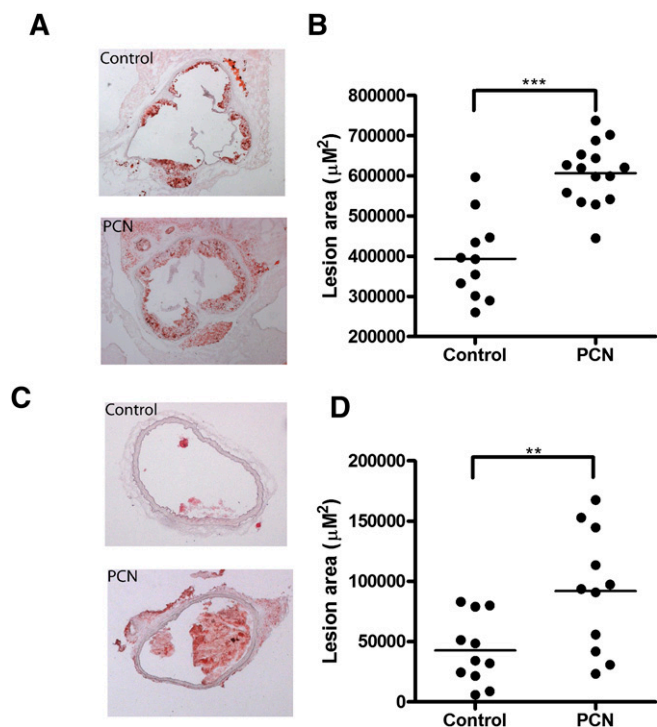 A
Control
PCN
B
***
Lesion area (μM²)
800000
700000
600000
500000
400000
300000
200000
Control PCN
C
Control
PCN
D
**
Lesion area (μM²)
200000
150000
100000
50000
0
Control PCN